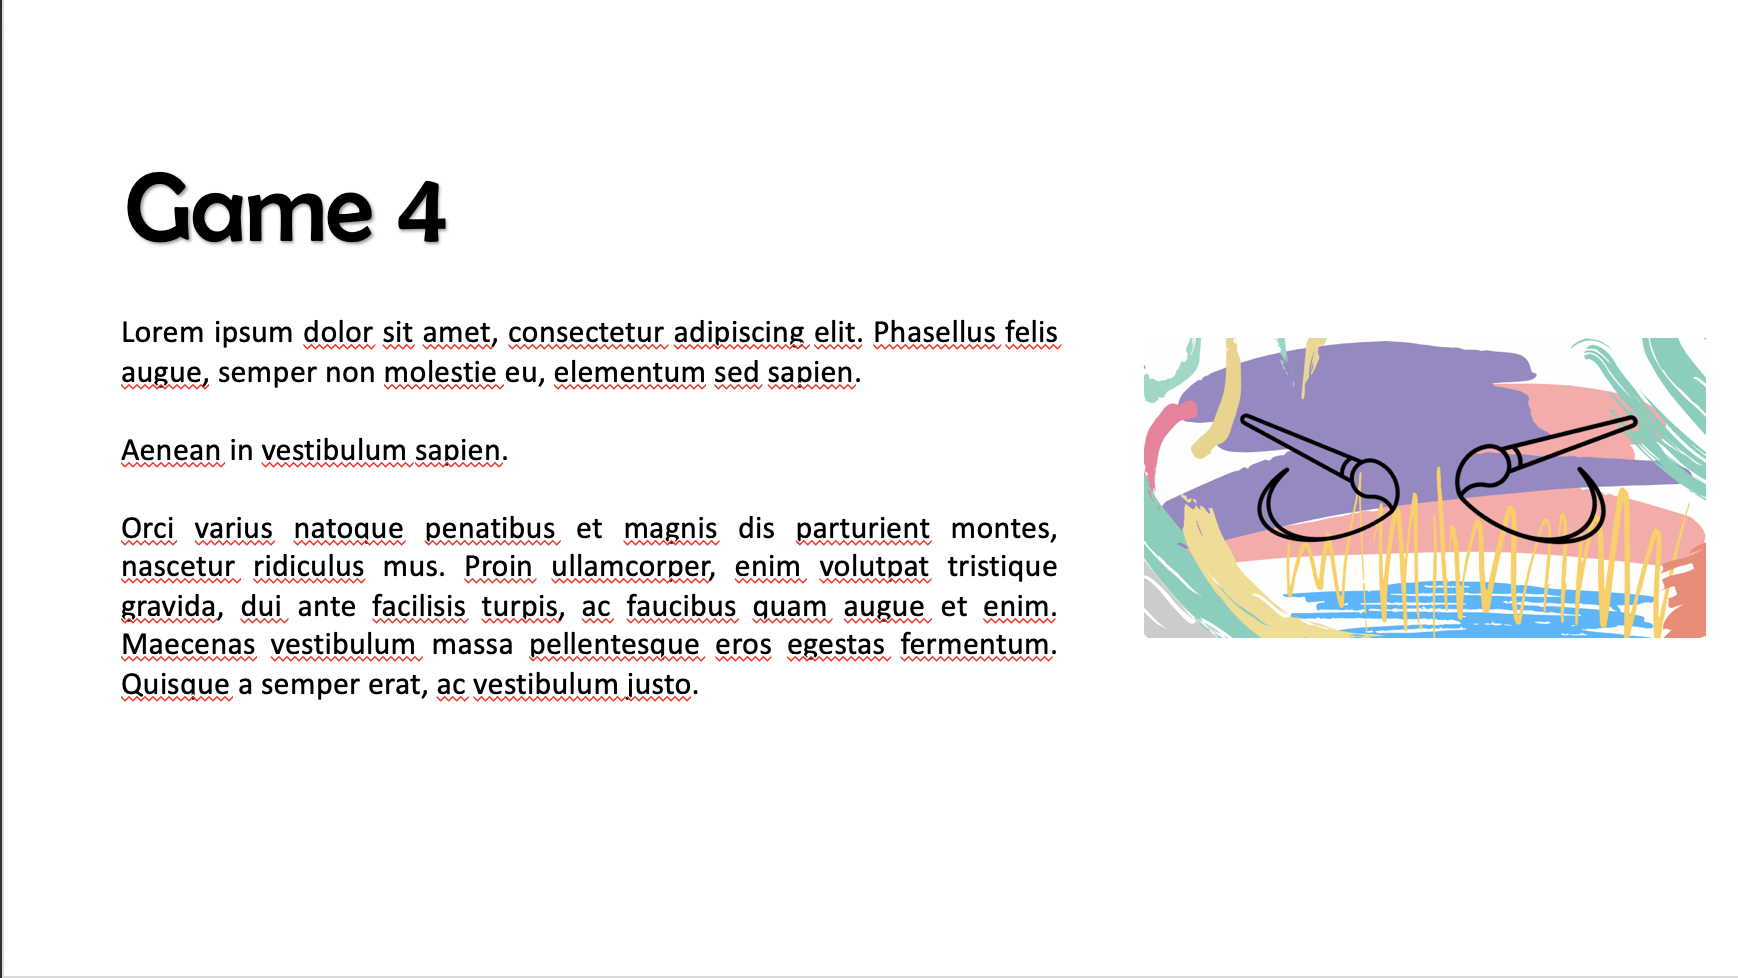 Game 4
Lorem ipsum dolor sit amet, consectetur adipiscing elit. Phasellus felis
augue, semper non molestie eu, elementum sed sapien.
Aenean in vestibulum sapien.
Orci varius natoque penatibus et magnis dis parturient montes,
nascetur ridiculus mus. Proin ullamcorper, enim volutpat tristique
gravida, dui ante facilisis turpis, ac faucibus quam augue et enim.
Maecenas vestibulum massa pellentesque eros egestas fermentum.
Quisque a semper erat, ac vestibulum justo.